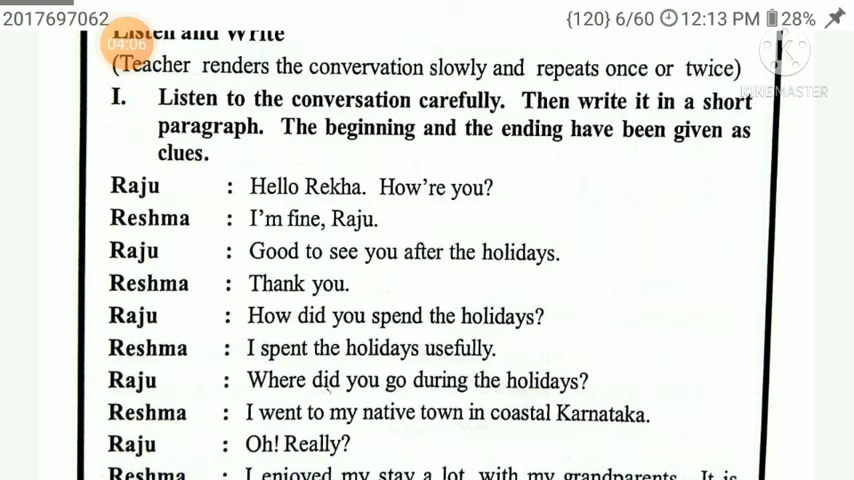 2017697062 {120} 6/60 12:13 PM 28%
04:06
Listen and Write
(Teacher renders the convervation slowly and repeats once or twice)
KINEMASTER
I. Listen to the conversation carefully. Then write it in a short
paragraph. The beginning and the ending have been given as
clues.
Raju : Hello Rekha. How're you?
Reshma : I'm fine, Raju.
Raju : Good to see you after the holidays.
Reshma : Thank you.
Raju : How did you spend the holidays?
Reshma : I spent the holidays usefully.
Raju : Where did you go during the holidays?
Reshma : I went to my native town in coastal Karnataka.
Raju : Oh! Really?
Reshma : I enjoyed my stay a lot, with my grandparents. It is